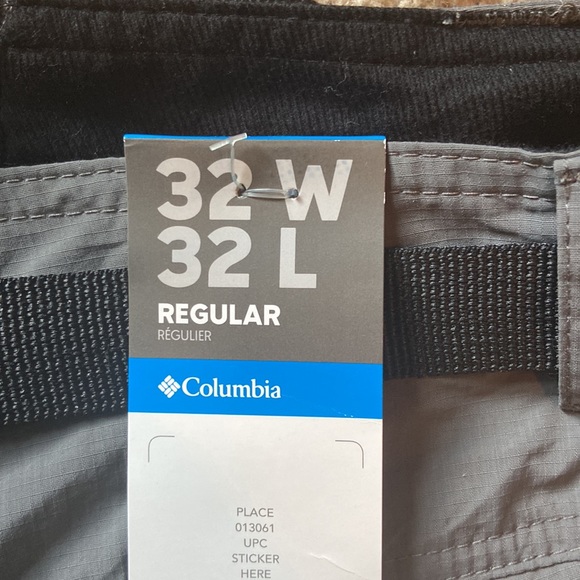 32 W
32 L
REGULAR
RÉGULIER
Columbia
PLACE
013061
UPC
STICKER
HERE